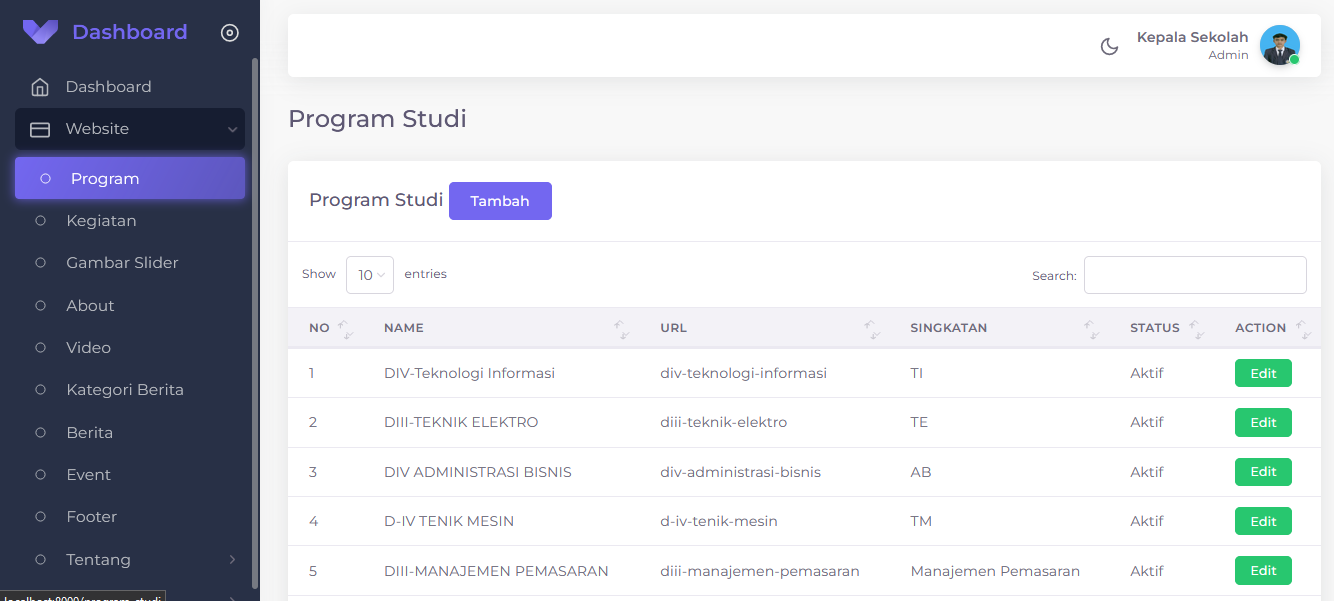 Dashboard
Dashboard
Website
Program
Kegiatan
Gambar Slider
About
Video
Kategori Berita
Berita
Event
Footer
Tentang
Kepala Sekolah
Admin
Program Studi
Program Studi Tambah
Show 10 entries Search:
NO NAME URL SINGKATAN STATUS ACTION
1 DIV-Teknologi Informasi div-teknologi-informasi TI Aktif Edit
2 DIII-TEKNIK ELEKTRO diii-teknik-elektro TE Aktif Edit
3 DIV ADMINISTRASI BISNIS div-administrasi-bisnis AB Aktif Edit
4 D-IV TENIK MESIN d-iv-tenik-mesin TM Aktif Edit
5 DIII-MANAJEMEN PEMASARAN diii-manajemen-pemasaran Manajemen Pemasaran Aktif Edit